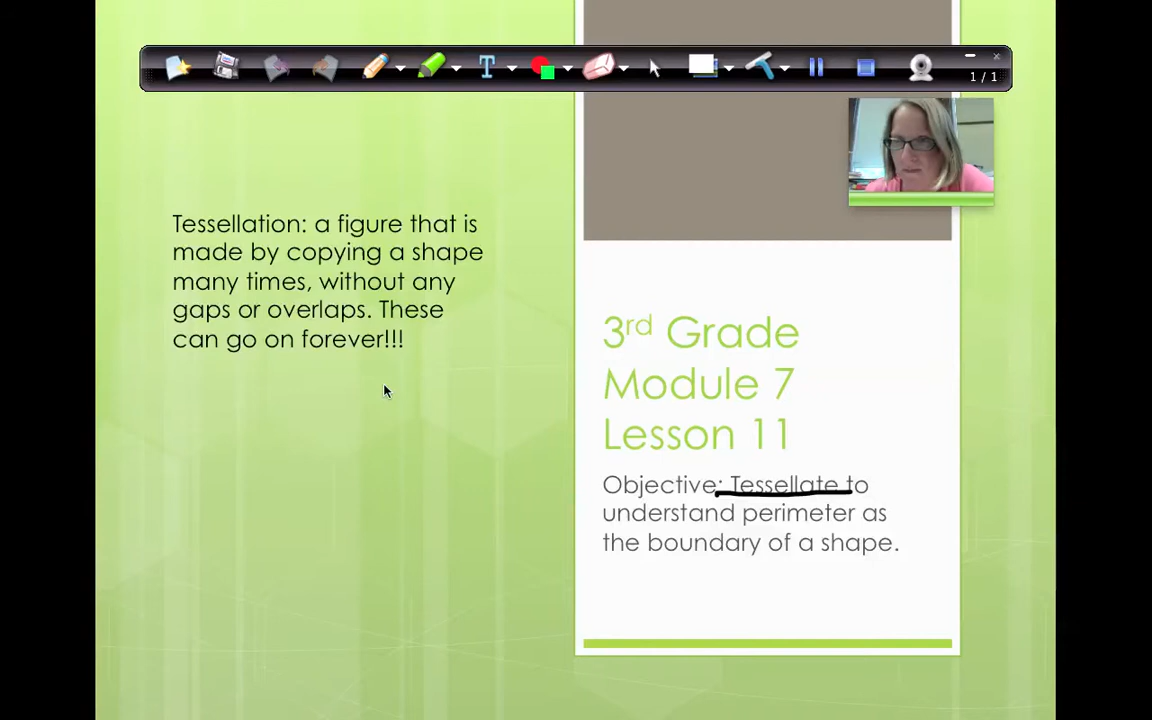 1 / 1
Tessellation: a figure that is
made by copying a shape
many times, without any
gaps or overlaps. These
can go on forever!!!
3rd Grade
Module 7
Lesson 11
Objective: Tessellate to
understand perimeter as
the boundary of a shape.